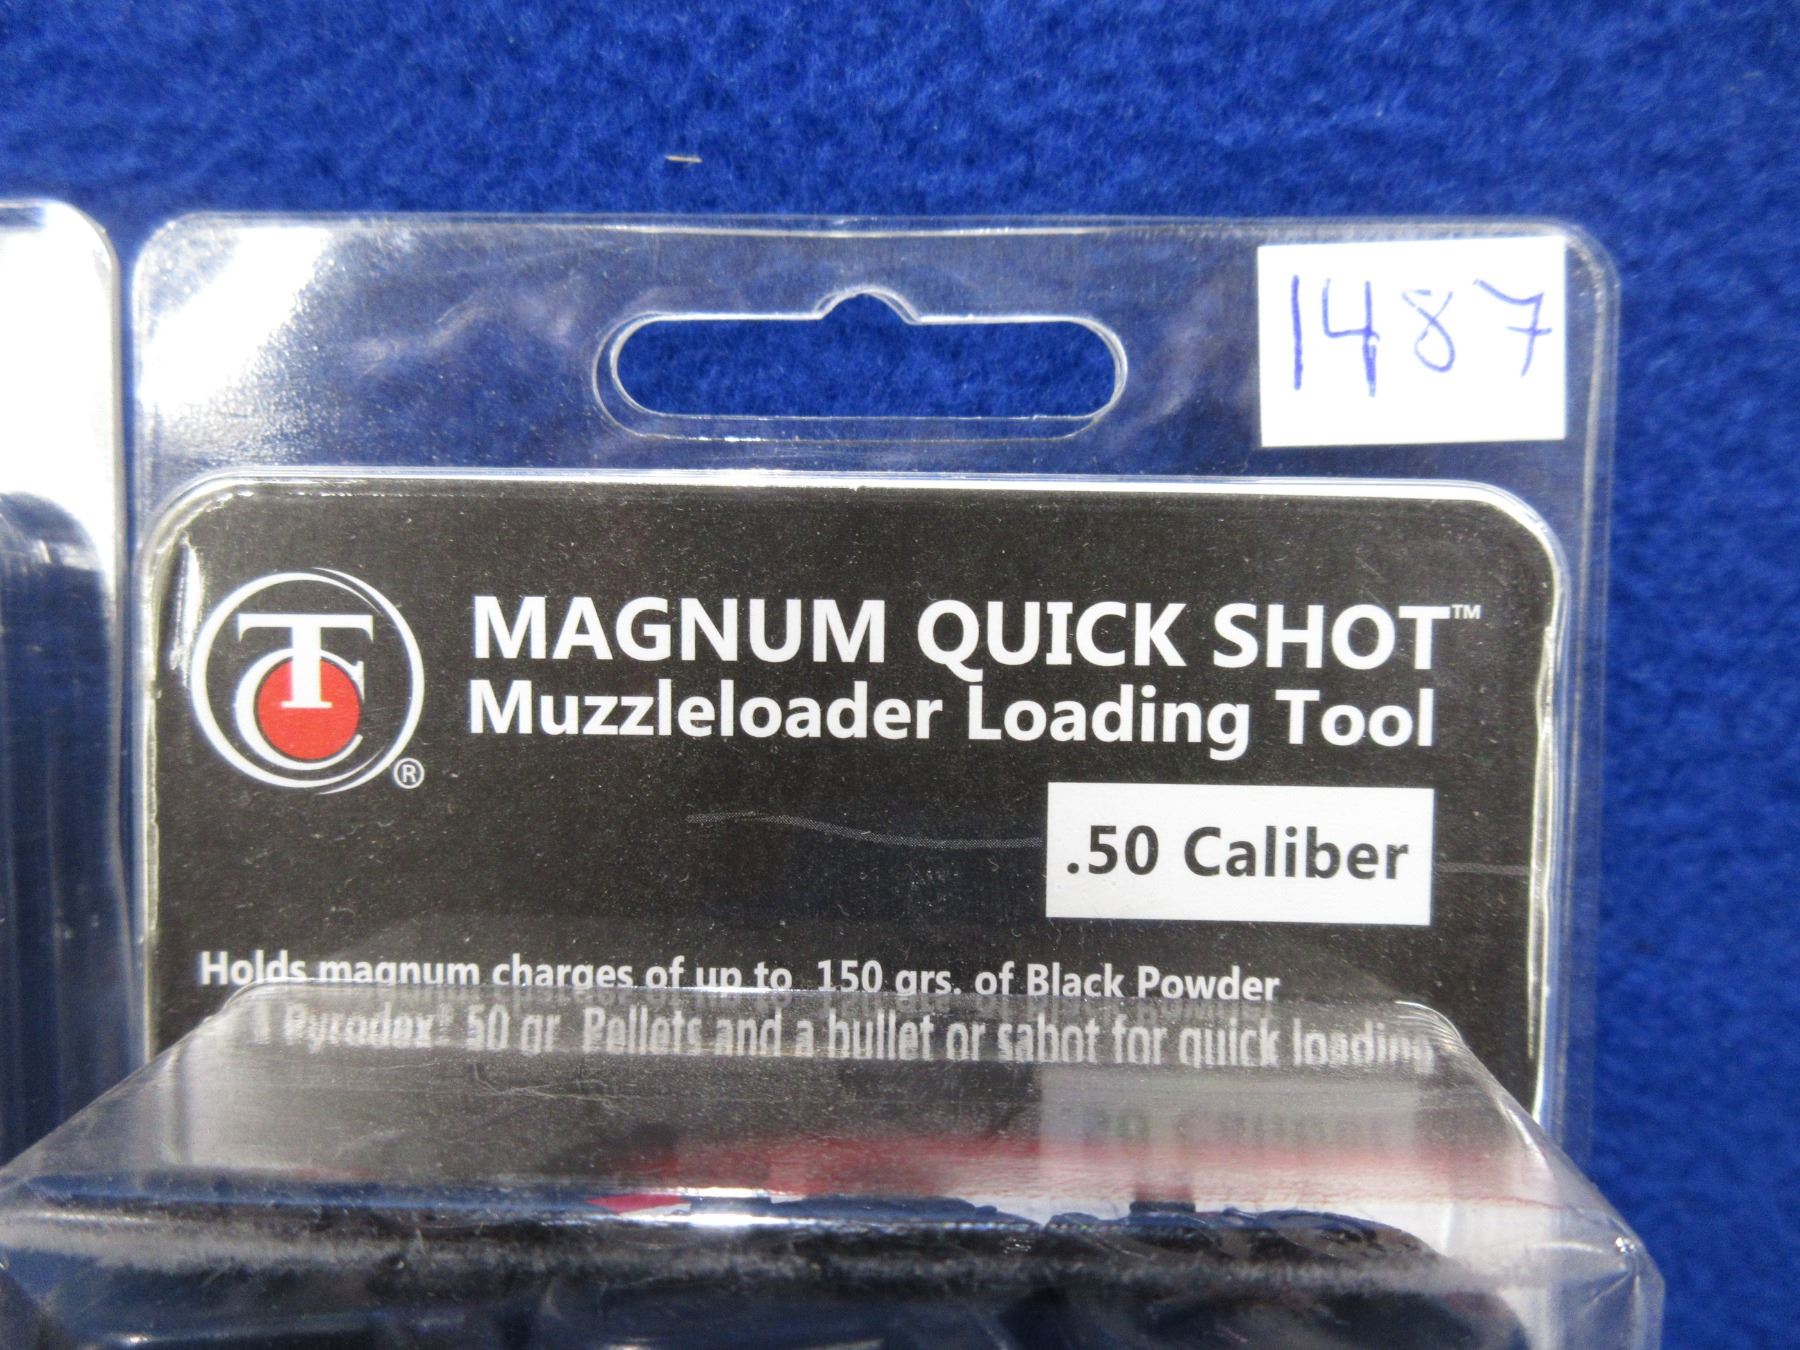 1487
TC®
MAGNUM QUICK SHOT™
Muzzleloader Loading Tool
.50 Caliber
Holds magnum charges of up to 150 grs. of Black Powder
Pyrodex® 50 gr. Pellets and a bullet or sabot for quick loading